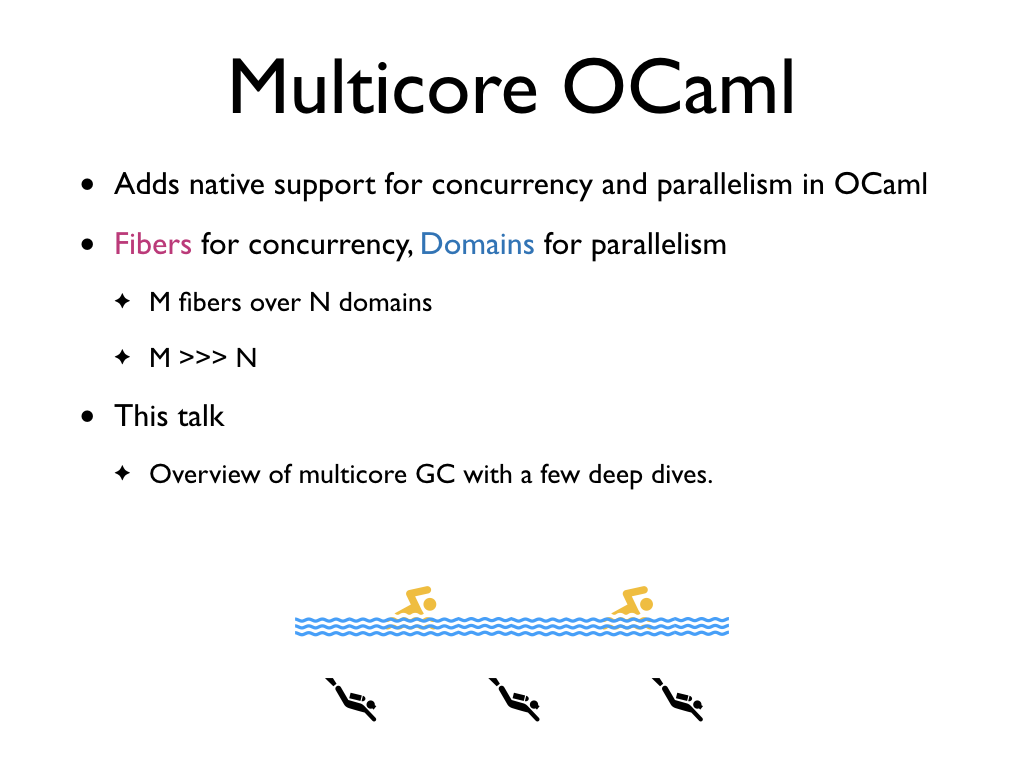 Multicore OCaml
• Adds native support for concurrency and parallelism in OCaml
• Fibers for concurrency, Domains for parallelism
✦ M fibers over N domains
✦ M >>> N
• This talk
✦ Overview of multicore GC with a few deep dives.